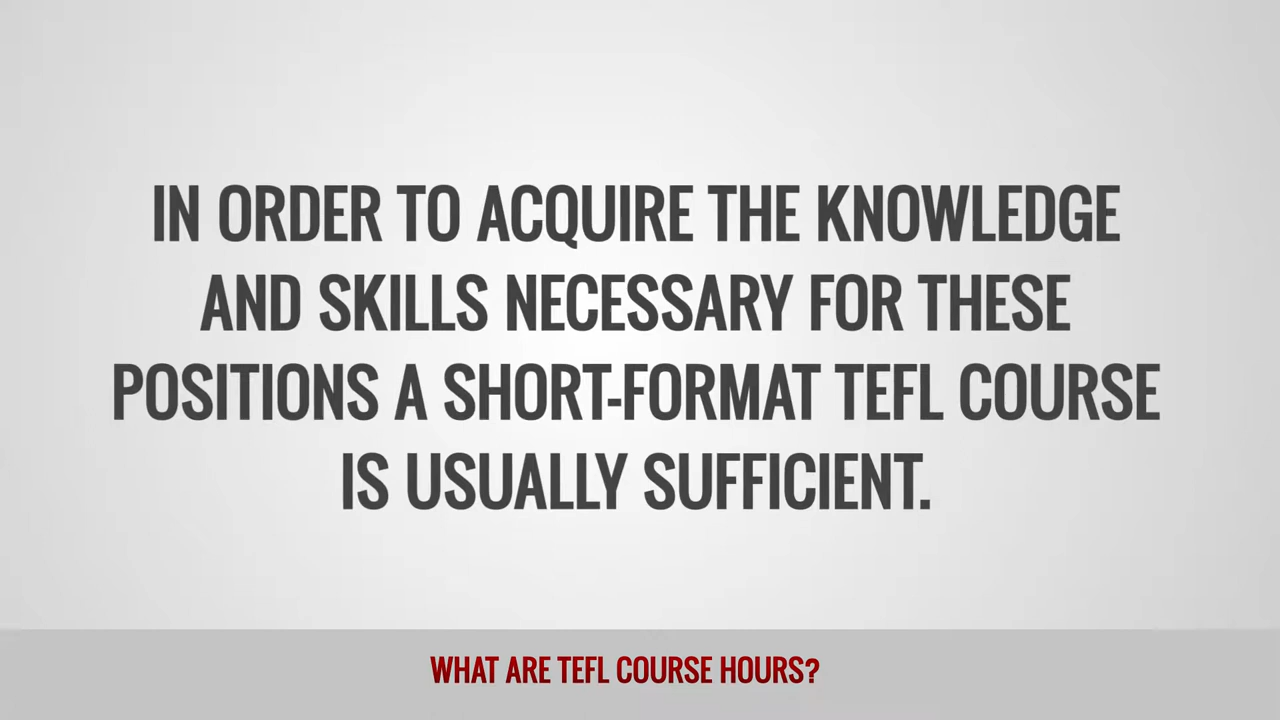 IN ORDER TO ACQUIRE THE KNOWLEDGE
AND SKILLS NECESSARY FOR THESE
POSITIONS A SHORT-FORMAT TEFL COURSE
IS USUALLY SUFFICIENT.
WHAT ARE TEFL COURSE HOURS?